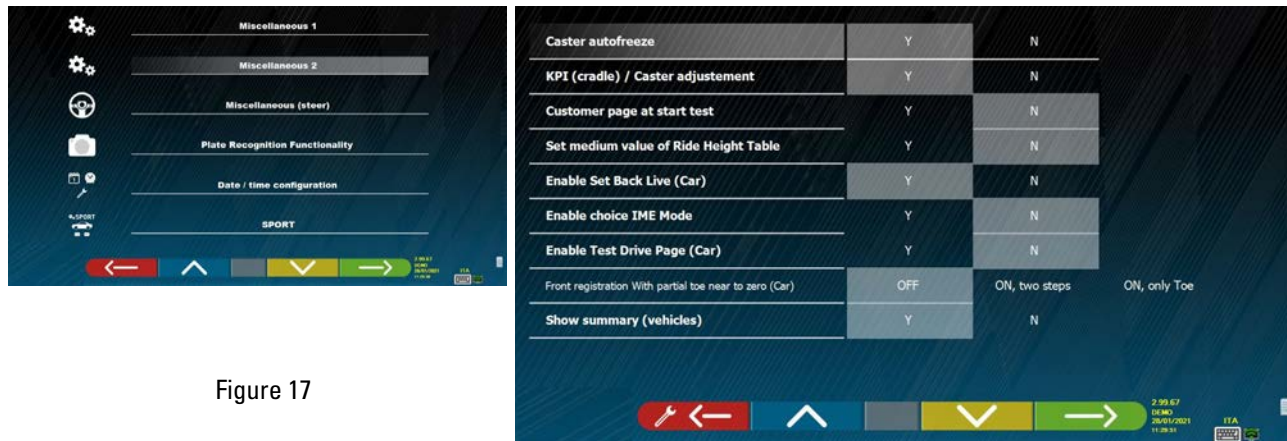 Miscellaneous 1
Miscellaneous 2
Miscellaneous (steer)
Plate Recognition Functionality
Date / time configuration
SPORT
SPORT
2.99.67
DEMO
28/01/2021
ITA
Figure 17
Caster autofreeze Y N
KPI (cradle) / Caster adjustement Y N
Customer page at start test Y N
Set medium value of Ride Height Table Y N
Enable Set Back Live (Car) Y N
Enable choice IME Mode Y N
Enable Test Drive Page (Car) Y N
Front registration With partial toe near to zero (Car) OFF ON, two steps ON, only Toe
Show summary (vehicles) Y N
2.99.67
DEMO
28/01/2021
11:29:51
ITA